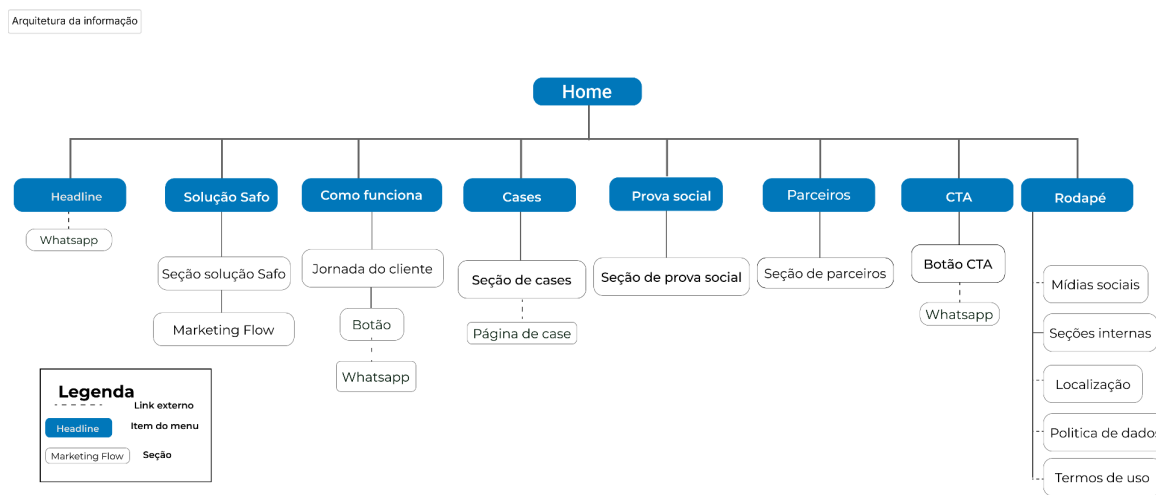 Arquitetura da informação
Home
Headline
Solução Safo
Como funciona
Cases
Prova social
Parceiros
CTA
Rodapé
Whatsapp
Seção solução Safo
Marketing Flow
Jornada do cliente
Botão
Whatsapp
Seção de cases
Página de case
Seção de prova social
Seção de parceiros
Botão CTA
Whatsapp
Mídias sociais
Seções internas
Localização
Politica de dados
Termos de uso
Legenda
Link externo
Headline
Item do menu
Marketing Flow
Seção